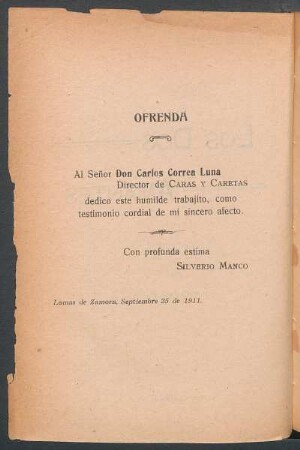 OFRENDA
Al Señor Don Carlos Correa Luna
Director de CARAS Y CARETAS
dedico este humilde trabajito, como
testimonio cordial de mi sincero afecto.
Con profunda estima
SILVERIO MANCO
Lomas de Zamora, Septiembre 25 de 1911.